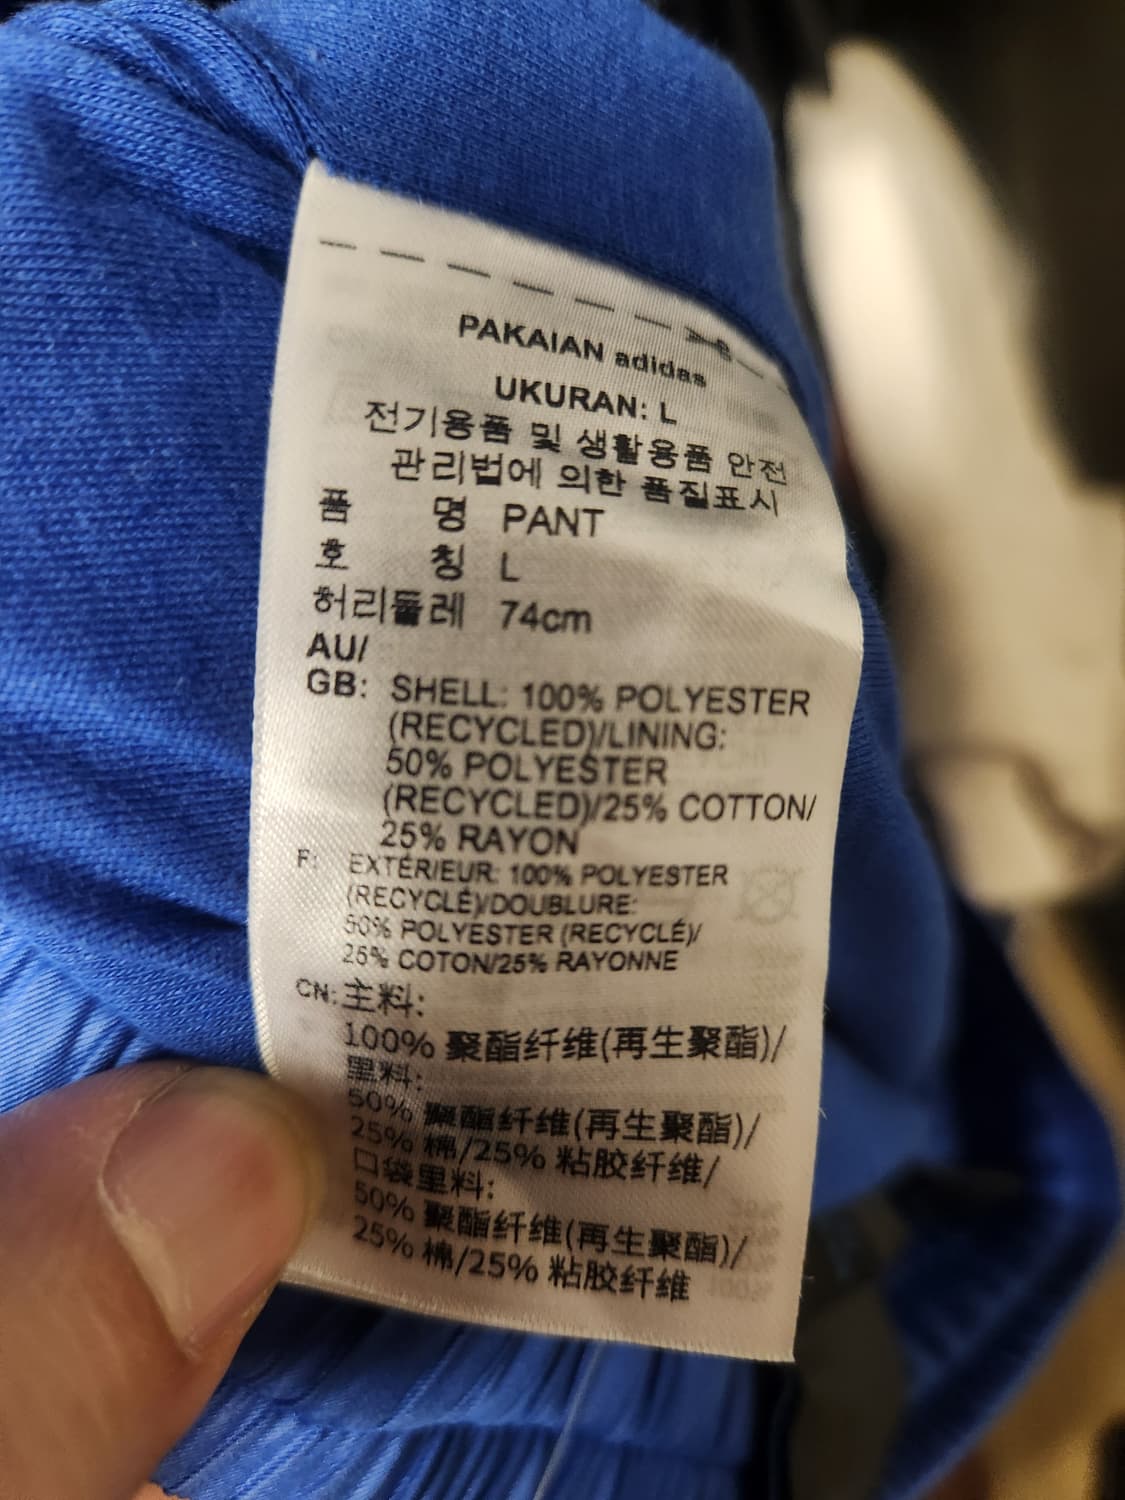 PAKAIAN adidas
UKURAN: L
전기용품 및 생활용품 안전
관리법에 의한 품질표시
품 명 PANT
호 칭 L
허리둘레 74cm
AU/
GB: SHELL: 100% POLYESTER
(RECYCLED)/LINING:
50% POLYESTER
(RECYCLED)/25% COTTON/
25% RAYON
F: EXTÉRIEUR: 100% POLYESTER
(RECYCLÉ)/DOUBLURE:
50% POLYESTER (RECYCLÉ)/
25% COTON/25% RAYONNE
CN: 主料:
100% 聚酯纤维(再生聚酯)/
里料:
50% 聚酯纤维(再生聚酯)/
25% 棉/25% 粘胶纤维/
口袋里料:
50% 聚酯纤维(再生聚酯)/
25% 棉/25% 粘胶纤维